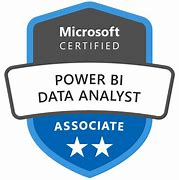 Microsoft
CERTIFIED
POWER BI
DATA ANALYST
ASSOCIATE